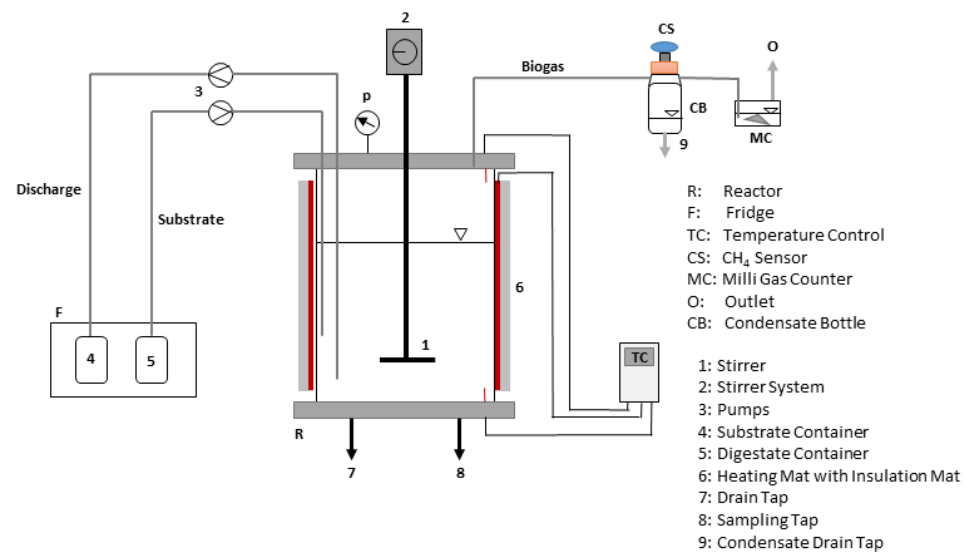 2
CS
O
Biogas
3
p
CB
MC
9
Discharge
Substrate
R: Reactor
F: Fridge
TC: Temperature Control
CS: CH₄ Sensor
MC: Milli Gas Counter
O: Outlet
CB: Condensate Bottle
6
F
1
4
5
TC
R
7
8
1: Stirrer
2: Stirrer System
3: Pumps
4: Substrate Container
5: Digestate Container
6: Heating Mat with Insulation Mat
7: Drain Tap
8: Sampling Tap
9: Condensate Drain Tap